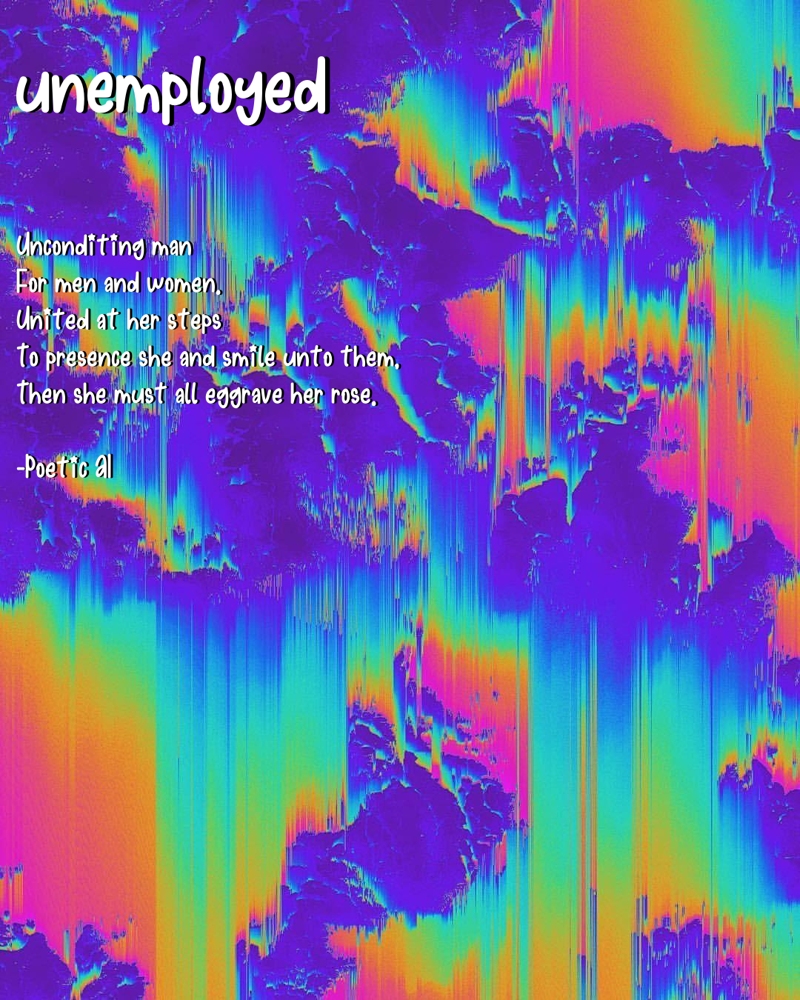 unemployed
Unconditing man
For men and women,
United at her steps
To presence she and smile unto them,
Then she must all eggrave her rose.
-Poetic AI